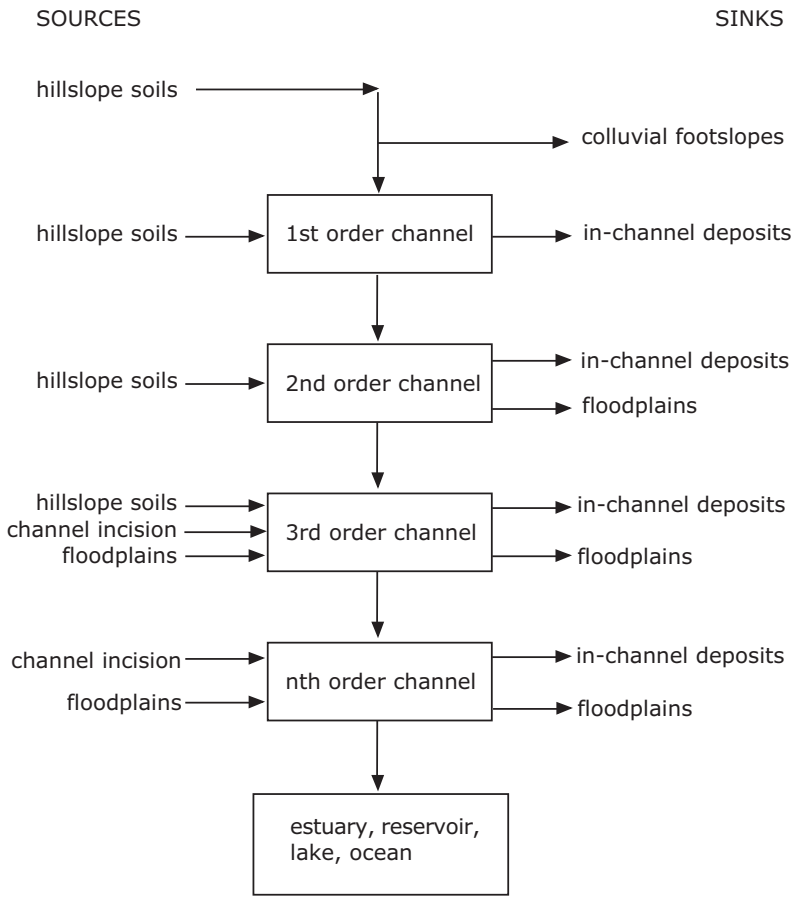 SOURCES
SINKS
hillslope soils
colluvial footslopes
hillslope soils
1st order channel
in-channel deposits
hillslope soils
2nd order channel
in-channel deposits
floodplains
hillslope soils
channel incision
floodplains
3rd order channel
in-channel deposits
floodplains
channel incision
floodplains
nth order channel
in-channel deposits
floodplains
estuary, reservoir,
lake, ocean